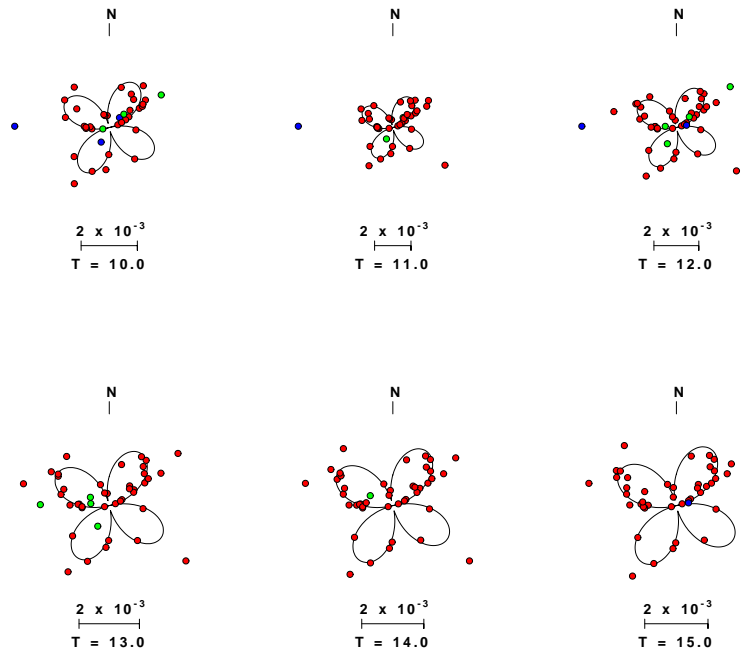 N N N
2 x 10-3 2 x 10-3 2 x 10-3
T = 10.0 T = 11.0 T = 12.0
N N N
2 x 10-3 2 x 10-3 2 x 10-3
T = 13.0 T = 14.0 T = 15.0